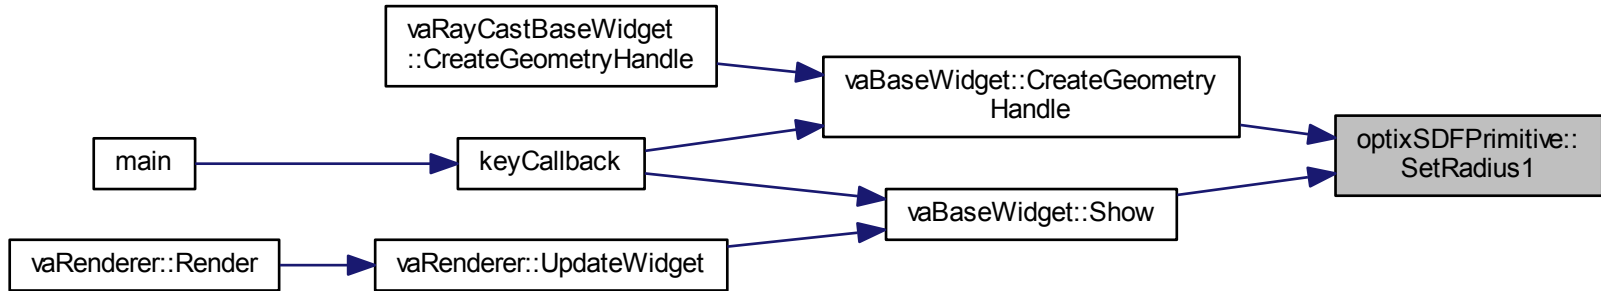 vaRayCastBaseWidget
::CreateGeometryHandle
vaBaseWidget::CreateGeometry
Handle
main
keyCallback
optixSDFPrimitive::
SetRadius1
vaBaseWidget::Show
vaRenderer::Render
vaRenderer::UpdateWidget